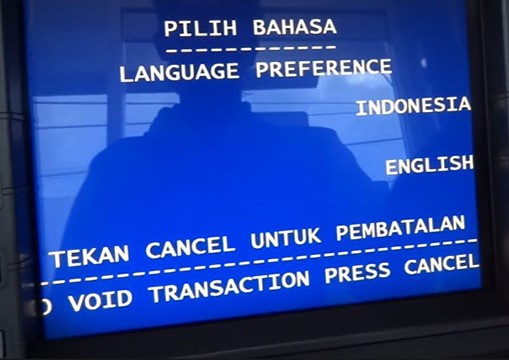 PILIH BAHASA
------------
LANGUAGE PREFERENCE
INDONESIA
ENGLISH
TEKAN CANCEL UNTUK PEMBATALAN
--------------------------------
VOID TRANSACTION PRESS CANCEL